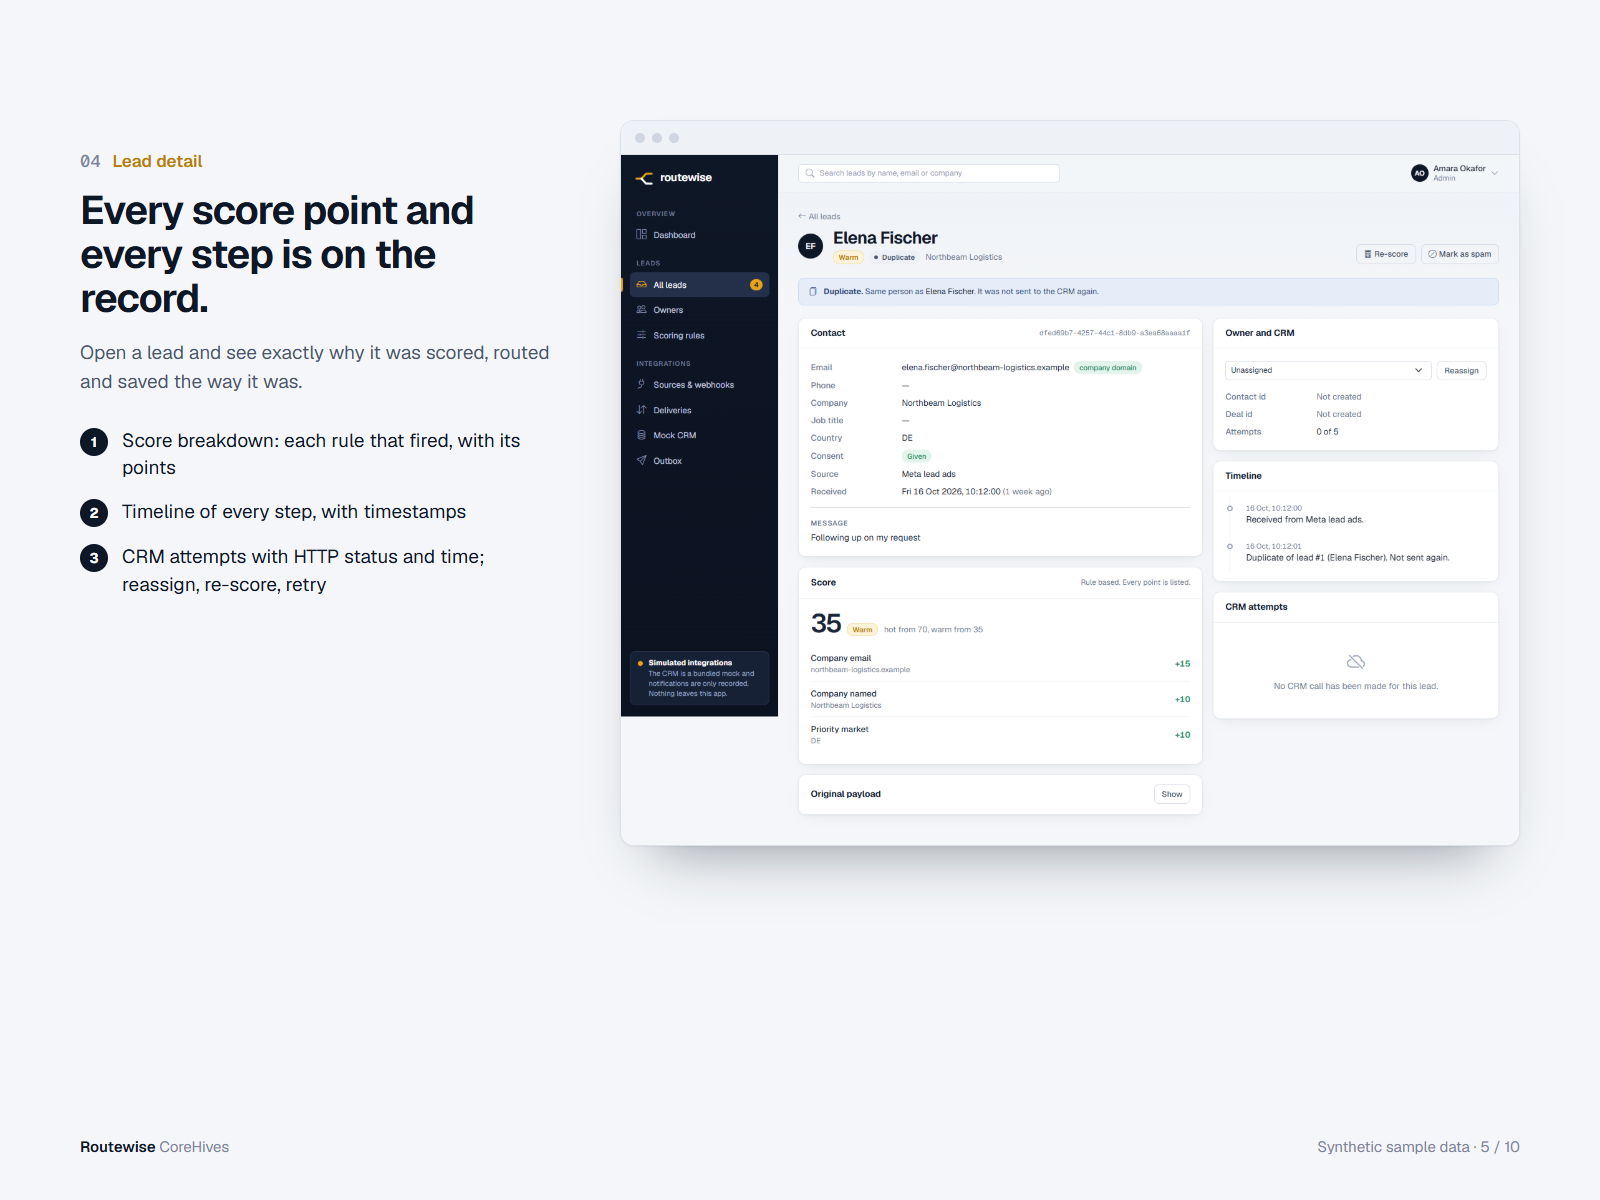 04 Lead detail
Every score point and
every step is on the
record.
Open a lead and see exactly why it was scored, routed
and saved the way it was.
1 Score breakdown: each rule that fired, with its
points
2 Timeline of every step, with timestamps
3 CRM attempts with HTTP status and time;
reassign, re-score, retry
routewise
OVERVIEW
Dashboard
LEADS
All leads 4
Owners
Scoring rules
INTEGRATIONS
Sources & webhooks
Deliveries
Mock CRM
Outbox
Simulated integrations
The CRM is a bundled mock and
notifications are only recorded.
Nothing leaves this app.
Search leads by name, email or company
AO Amara Okafor
Admin
← All leads
EF Elena Fischer
Warm Duplicate Northbeam Logistics
Re-score Mark as spam
Duplicate. Same person as Elena Fischer. It was not sent to the CRM again.
Contact dfed69b7-4257-44c1-8db9-a3ea68aaea1f
Email elena.fischer@northbeam-logistics.example company domain
Phone —
Company Northbeam Logistics
Job title —
Country DE
Consent Given
Source Meta lead ads
Received Fri 16 Oct 2026, 10:12:00 (1 week ago)
MESSAGE
Following up on my request
Score Rule based. Every point is listed.
35 Warm hot from 70, warm from 35
Company email +15
northbeam-logistics.example
Company named +10
Northbeam Logistics
Priority market +10
DE
Original payload Show
Owner and CRM
Unassigned Reassign
Contact id Not created
Deal id Not created
Attempts 0 of 5
Timeline
16 Oct, 10:12:00
Received from Meta lead ads.
16 Oct, 10:12:01
Duplicate of lead #1 (Elena Fischer). Not sent again.
CRM attempts
No CRM call has been made for this lead.
Routewise CoreHives
Synthetic sample data · 5 / 10